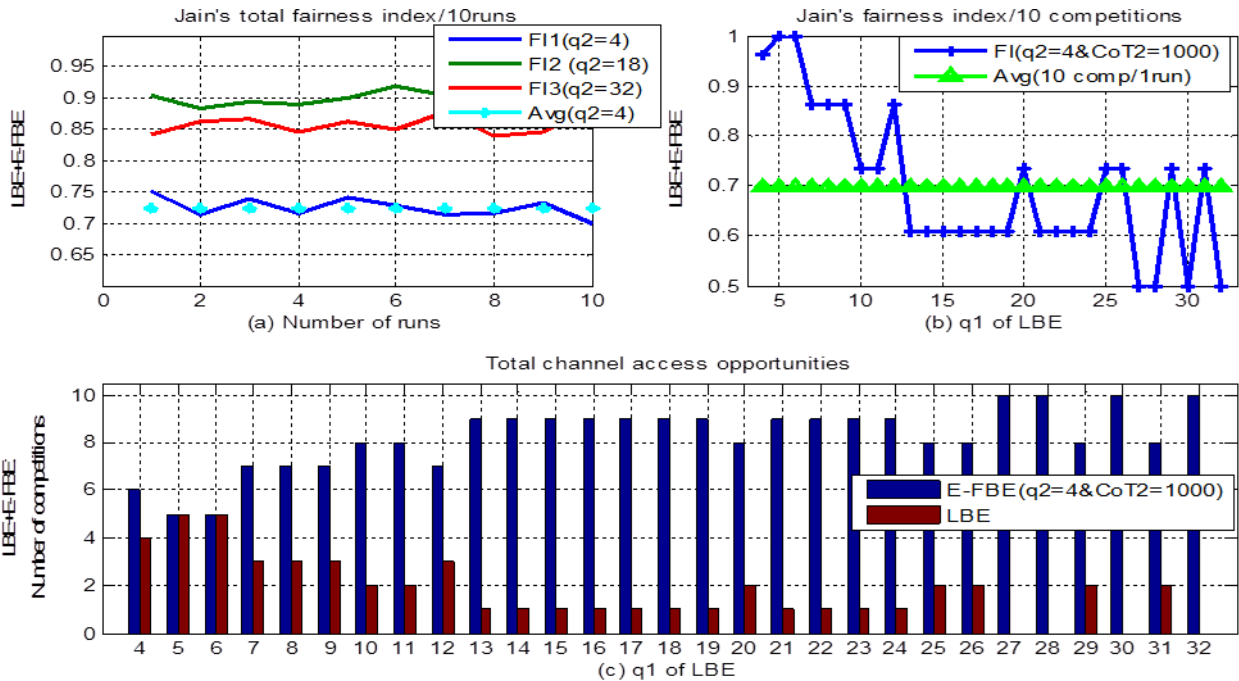 Jain's total fairness index/10runs
LBE+E-FBE
0.95
0.9
0.85
0.8
0.75
0.7
0.65
FI1(q2=4)
FI2 (q2=18)
FI3(q2=32)
Avg(q2=4)
0 2 4 6 8 10
(a) Number of runs
Jain's fairness index/10 competitions
LBE+E-FBE
1
0.9
0.8
0.7
0.6
0.5
FI(q2=4&CoT2=1000)
Avg(10 comp/1run)
5 10 15 20 25 30
(b) q1 of LBE
Total channel access opportunities
LBE+E-FBE
Number of competitions
10
8
6
4
2
0
E-FBE(q2=4&CoT2=1000)
LBE
4 5 6 7 8 9 10 11 12 13 14 15 16 17 18 19 20 21 22 23 24 25 26 27 28 29 30 31 32
(c) q1 of LBE